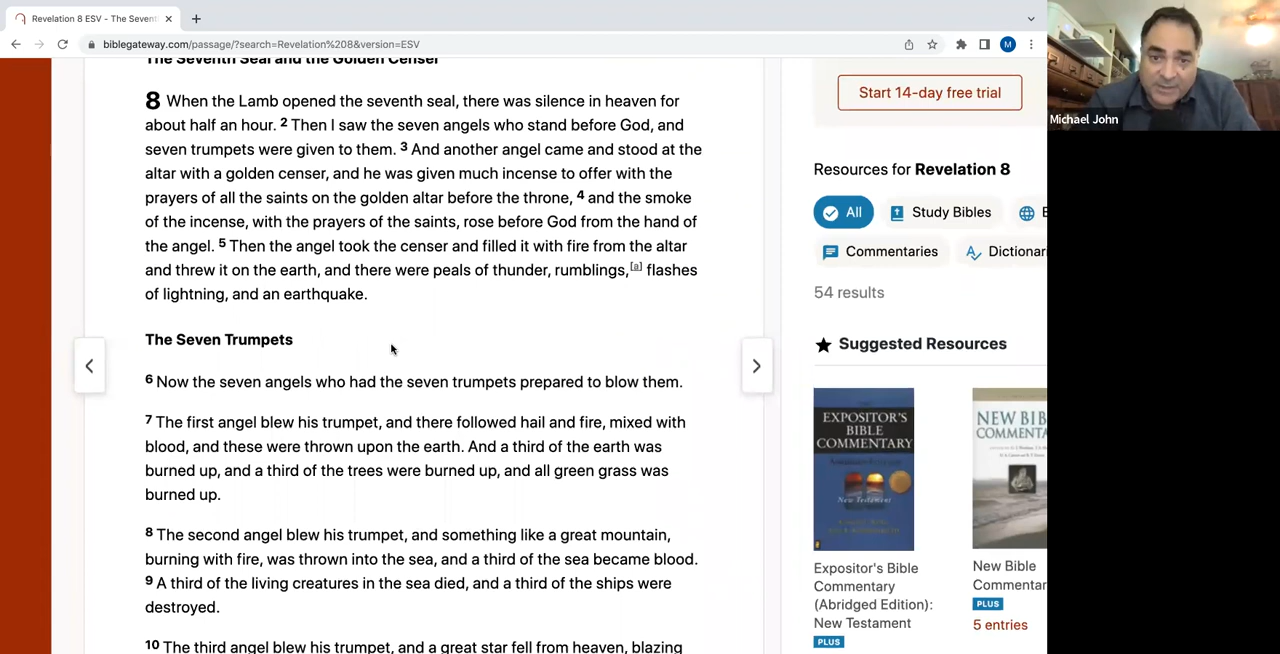 Revelation 8 ESV - The Sevent
biblegateway.com/passage/?search=Revelation%208&version=ESV
M
The Seventh Seal and the Golden Censer
8 When the Lamb opened the seventh seal, there was silence in heaven for
about half an hour. 2 Then I saw the seven angels who stand before God, and
seven trumpets were given to them. 3 And another angel came and stood at the
altar with a golden censer, and he was given much incense to offer with the
prayers of all the saints on the golden altar before the throne, 4 and the smoke
of the incense, with the prayers of the saints, rose before God from the hand of
the angel. 5 Then the angel took the censer and filled it with fire from the altar
and threw it on the earth, and there were peals of thunder, rumblings,[a] flashes
of lightning, and an earthquake.
The Seven Trumpets
6 Now the seven angels who had the seven trumpets prepared to blow them.
7 The first angel blew his trumpet, and there followed hail and fire, mixed with
blood, and these were thrown upon the earth. And a third of the earth was
burned up, and a third of the trees were burned up, and all green grass was
burned up.
8 The second angel blew his trumpet, and something like a great mountain,
burning with fire, was thrown into the sea, and a third of the sea became blood.
9 A third of the living creatures in the sea died, and a third of the ships were
destroyed.
10 The third angel blew his trumpet, and a great star fell from heaven, blazing
Start 14-day free trial
Resources for Revelation 8
All Study Bibles E
Commentaries Dictionar
54 results
Suggested Resources
EXPOSITOR'S
BIBLE
COMMENTARY
New Testament
Expositor's Bible
Commentary
(Abridged Edition):
New Testament
PLUS
NEW BIB
COMMENTA
New Bible
Commentar
PLUS
5 entries
Michael John